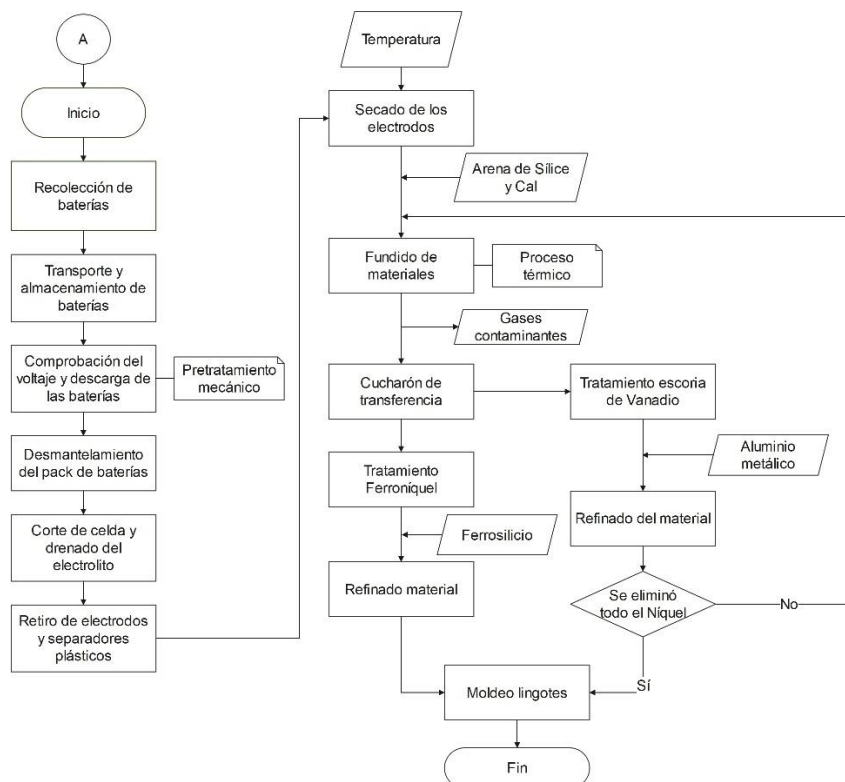 A
Inicio
Recolección de
baterías
Transporte y
almacenamiento de
baterías
Comprobación del
voltaje y descarga de
las baterías
Pretratamiento
mecánico
Desmantelamiento
del pack de baterías
Corte de celda y
drenado del
electrolito
Retiro de electrodos
y separadores
plásticos
Temperatura
Secado de los
electrodos
Arena de Sílice
y Cal
Fundido de
materiales
Proceso
térmico
Gases
contaminantes
Cucharón de
transferencia
Tratamiento escoria
de Vanadio
Tratamiento
Ferroníquel
Aluminio
metálico
Ferrosilicio
Refinado del material
Refinado material
Se eliminó
todo el Níquel
No
Sí
Moldeo lingotes
Fin